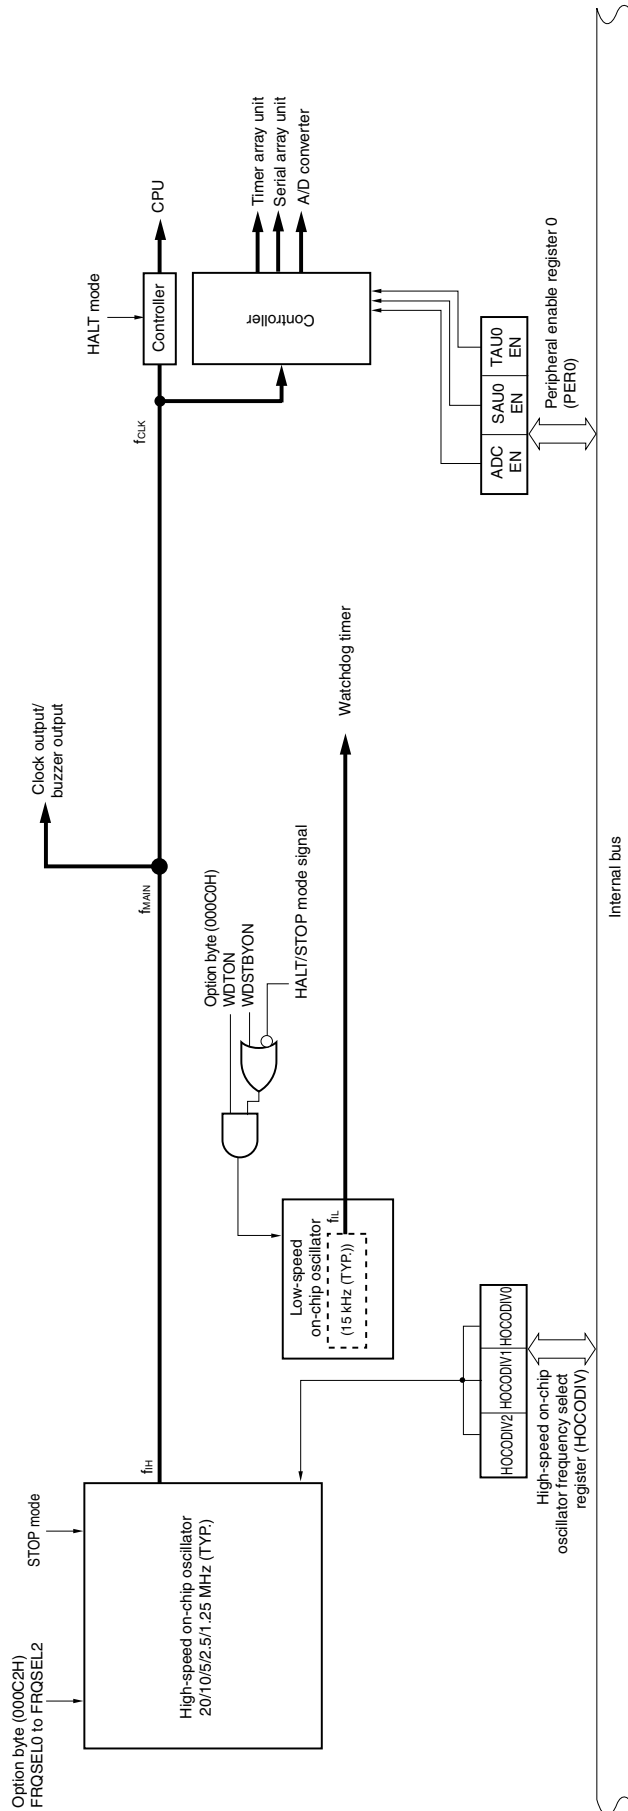 Option byte (000C2H)
FRQSEL0 to FRQSEL2
STOP mode
High-speed on-chip oscillator
20/10/5/2.5/1.25 MHz (TYP.)
fIH
fMAIN
Clock output/
buzzer output
fCLK
HALT mode
Controller
CPU
Controller
Timer array unit
Serial array unit
A/D converter
Option byte (000C0H)
WDTON
WDSTBYON
HALT/STOP mode signal
Low-speed
on-chip oscillator
(15 kHz (TYP.))
fIL
Watchdog timer
HOCODIV2 HOCODIV1 HOCODIV0
High-speed on-chip
oscillator frequency select
register (HOCODIV)
ADC
EN
SAU0
EN
TAU0
EN
Peripheral enable register 0
(PER0)
Internal bus